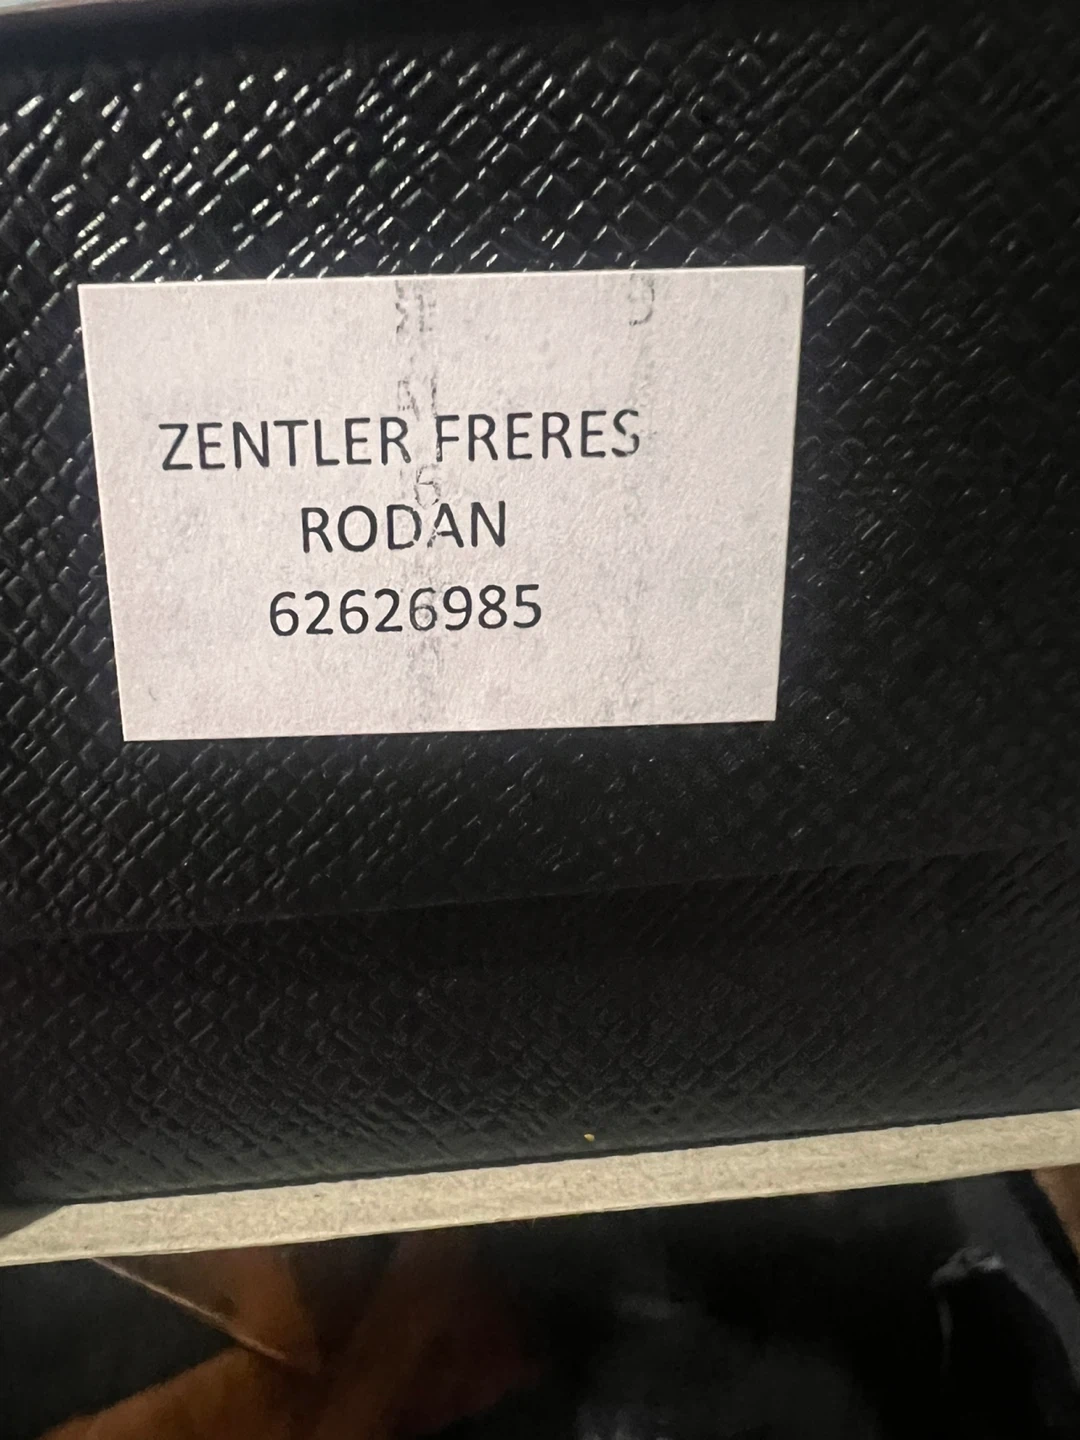 ZENTLER FRERES
RODAN
62626985